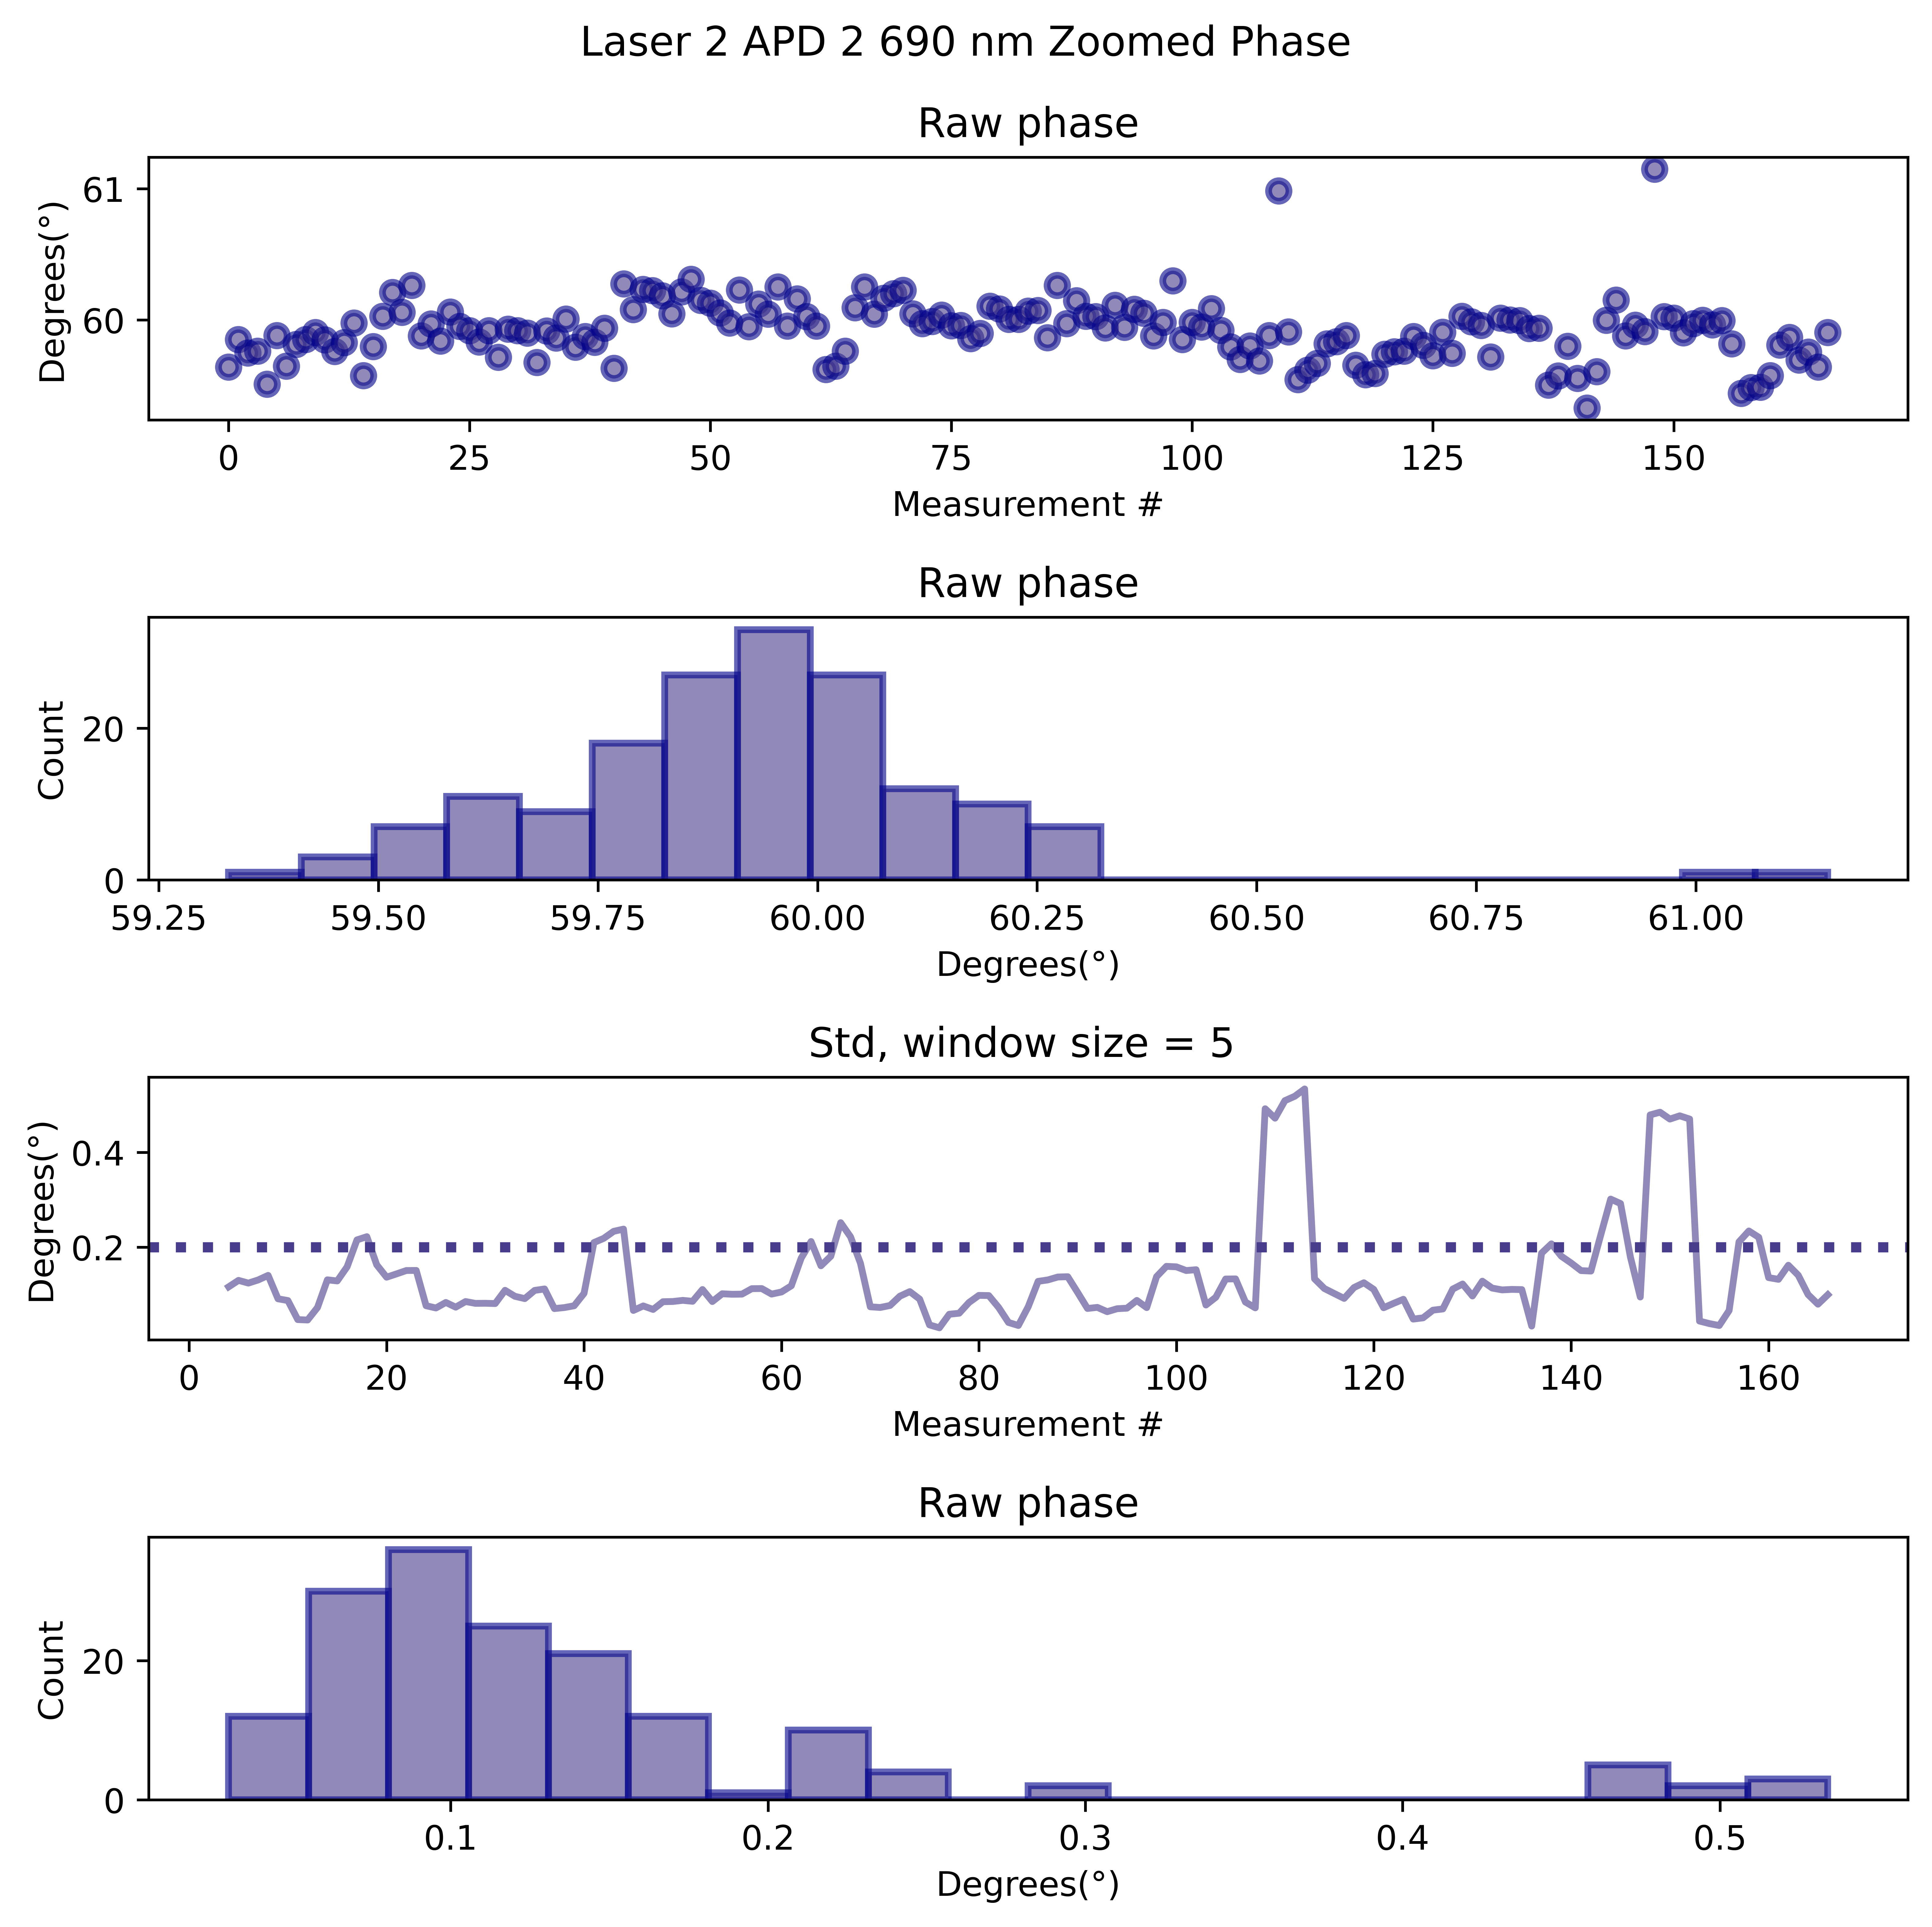 Laser 2 APD 2 690 nm Zoomed Phase
Raw phase
Degrees(°)
61
60
0 25 50 75 100 125 150
Measurement #
Raw phase
Count
20
0
59.25 59.50 59.75 60.00 60.25 60.50 60.75 61.00
Degrees(°)
Std, window size = 5
Degrees(°)
0.4
0.2
0 20 40 60 80 100 120 140 160
Measurement #
Raw phase
Count
20
0
0.1 0.2 0.3 0.4 0.5
Degrees(°)